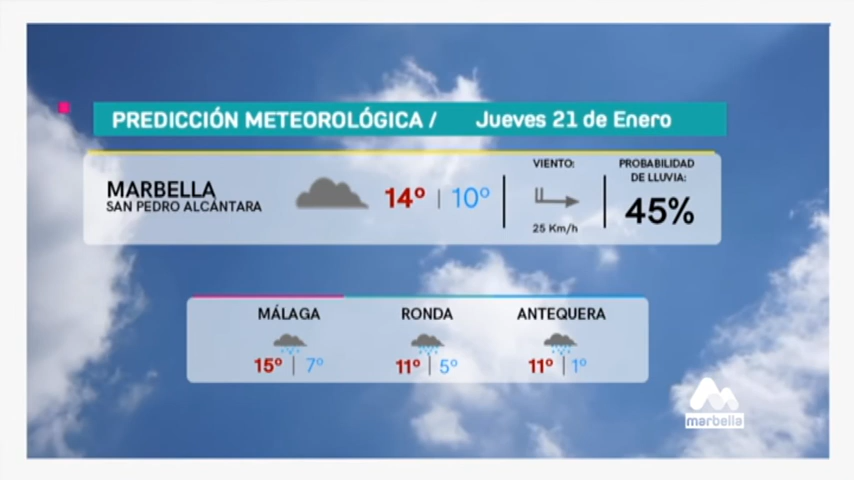 PREDICCIÓN METEOROLÓGICA / Jueves 21 de Enero
MARBELLA
SAN PEDRO ALCÁNTARA
14º | 10º
VIENTO:
25 Km/h
PROBABILIDAD
DE LLUVIA:
45%
MÁLAGA
15º | 7º
RONDA
11º | 5º
ANTEQUERA
11º | 1º
marbella